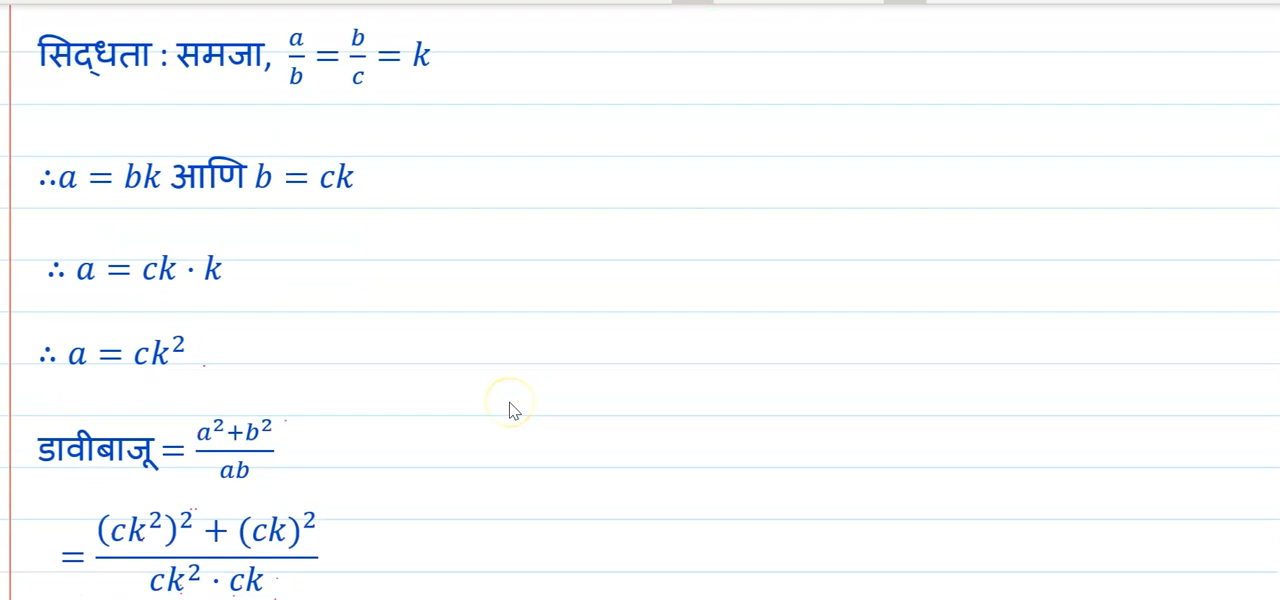 सिद्धता : समजा, a/b = b/c = k
∴a = bk आणि b = ck
∴ a = ck · k
∴ a = ck²
डावीबाजू = a²+b²/ab
= (ck²)² + (ck)²/ck² · ck